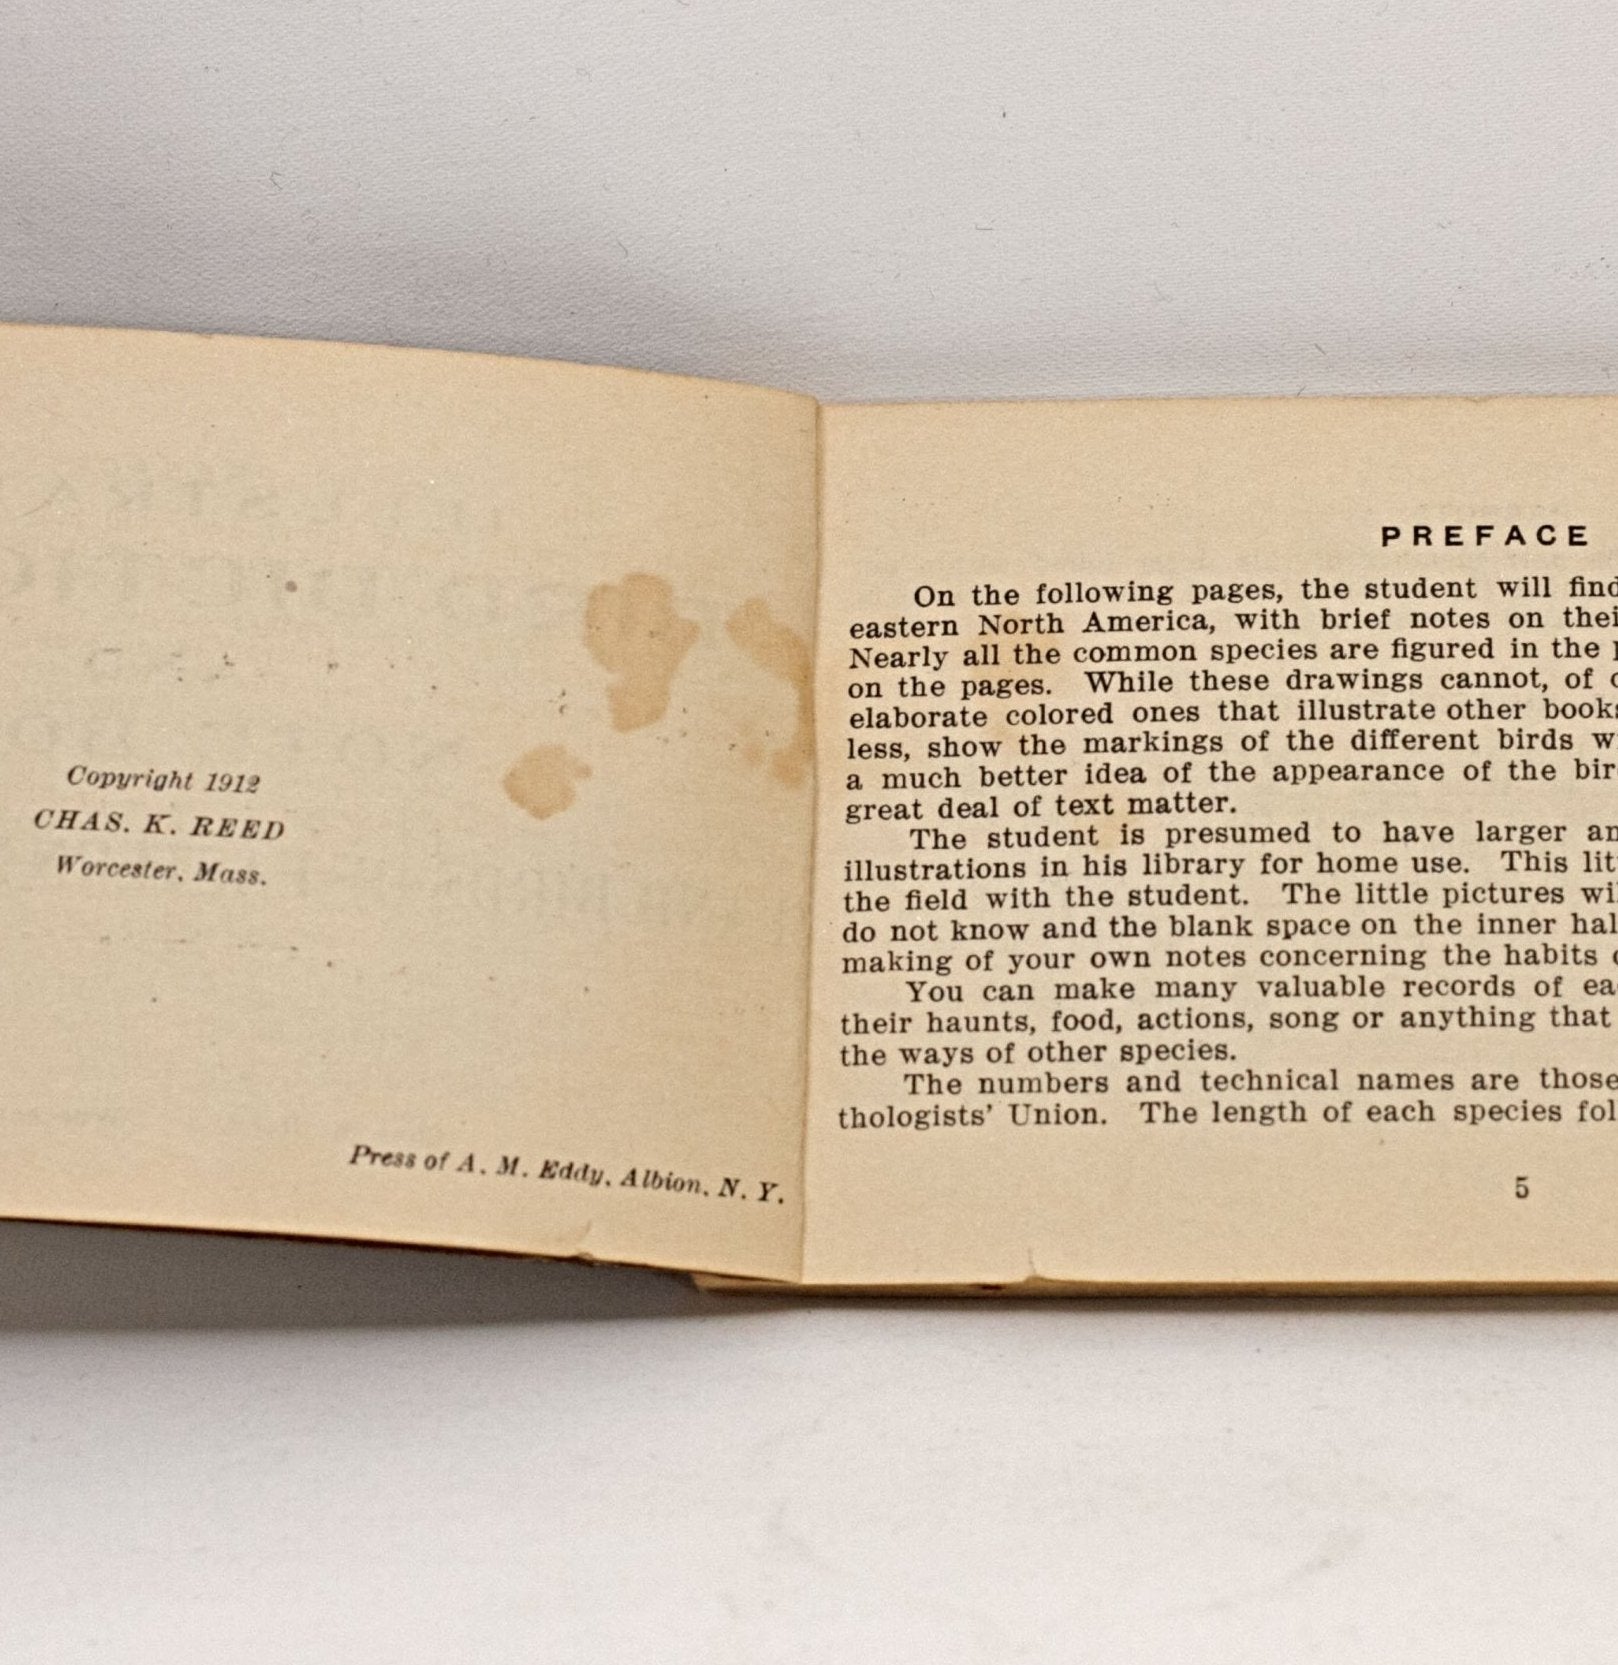 Copyright 1912
CHAS. K. REED
Worcester, Mass.
Press of A. M. Eddy, Albion, N. Y.
PREFACE
On the following pages, the student will find
eastern North America, with brief notes on thei
Nearly all the common species are figured in the
on the pages. While these drawings cannot, of
elaborate colored ones that illustrate other books
less, show the markings of the different birds w
a much better idea of the appearance of the bir
great deal of text matter.
The student is presumed to have larger an
illustrations in his library for home use. This lit
the field with the student. The little pictures wil
do not know and the blank space on the inner hal
making of your own notes concerning the habits
You can make many valuable records of ea
their haunts, food, actions, song or anything that
the ways of other species.
The numbers and technical names are those
thologists' Union. The length of each species fol
5